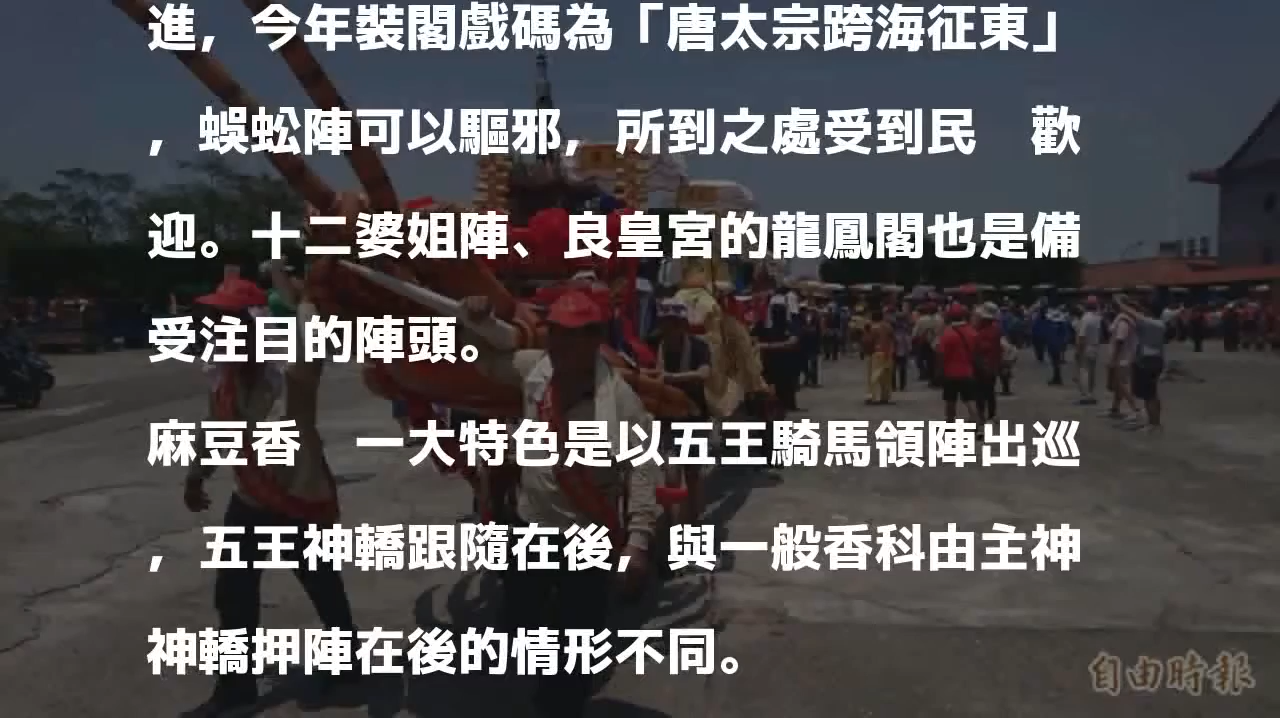 進，今年裝閣戲碼為「唐太宗跨海征東」
，蜈蚣陣可以驅邪，所到之處受到民　歡
迎。十二婆姐陣、良皇宮的龍鳳閣也是備
受注目的陣頭。
麻豆香　一大特色是以五王騎馬領陣出巡
，五王神轎跟隨在後，與一般香科由主神
神轎押陣在後的情形不同。
自由時報